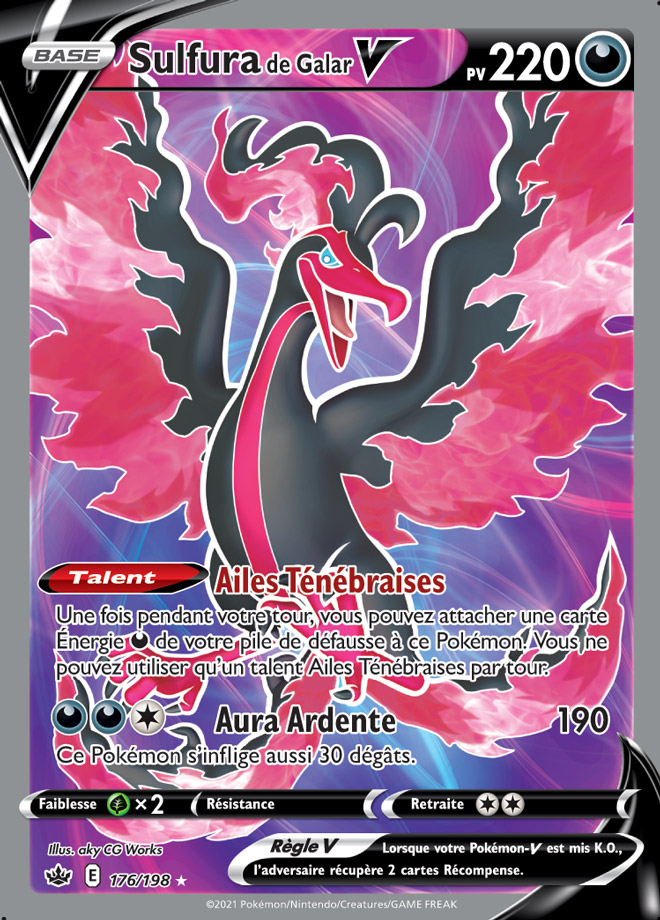 BASE
Sulfura de Galar V
PV 220
Talent Ailes Ténébraises
Une fois pendant votre tour, vous pouvez attacher une carte
Énergie de votre pile de défausse à ce Pokémon. Vous ne
pouvez utiliser qu'un talent Ailes Ténébraises par tour.
Aura Ardente 190
Ce Pokémon s'inflige aussi 30 dégâts.
Faiblesse ×2 Résistance Retraite
Illus. aky CG Works
Règle V Lorsque votre Pokémon-V est mis K.O.,
l'adversaire récupère 2 cartes Récompense.
E 176/198 ★
©2021 Pokémon/Nintendo/Creatures/GAME FREAK